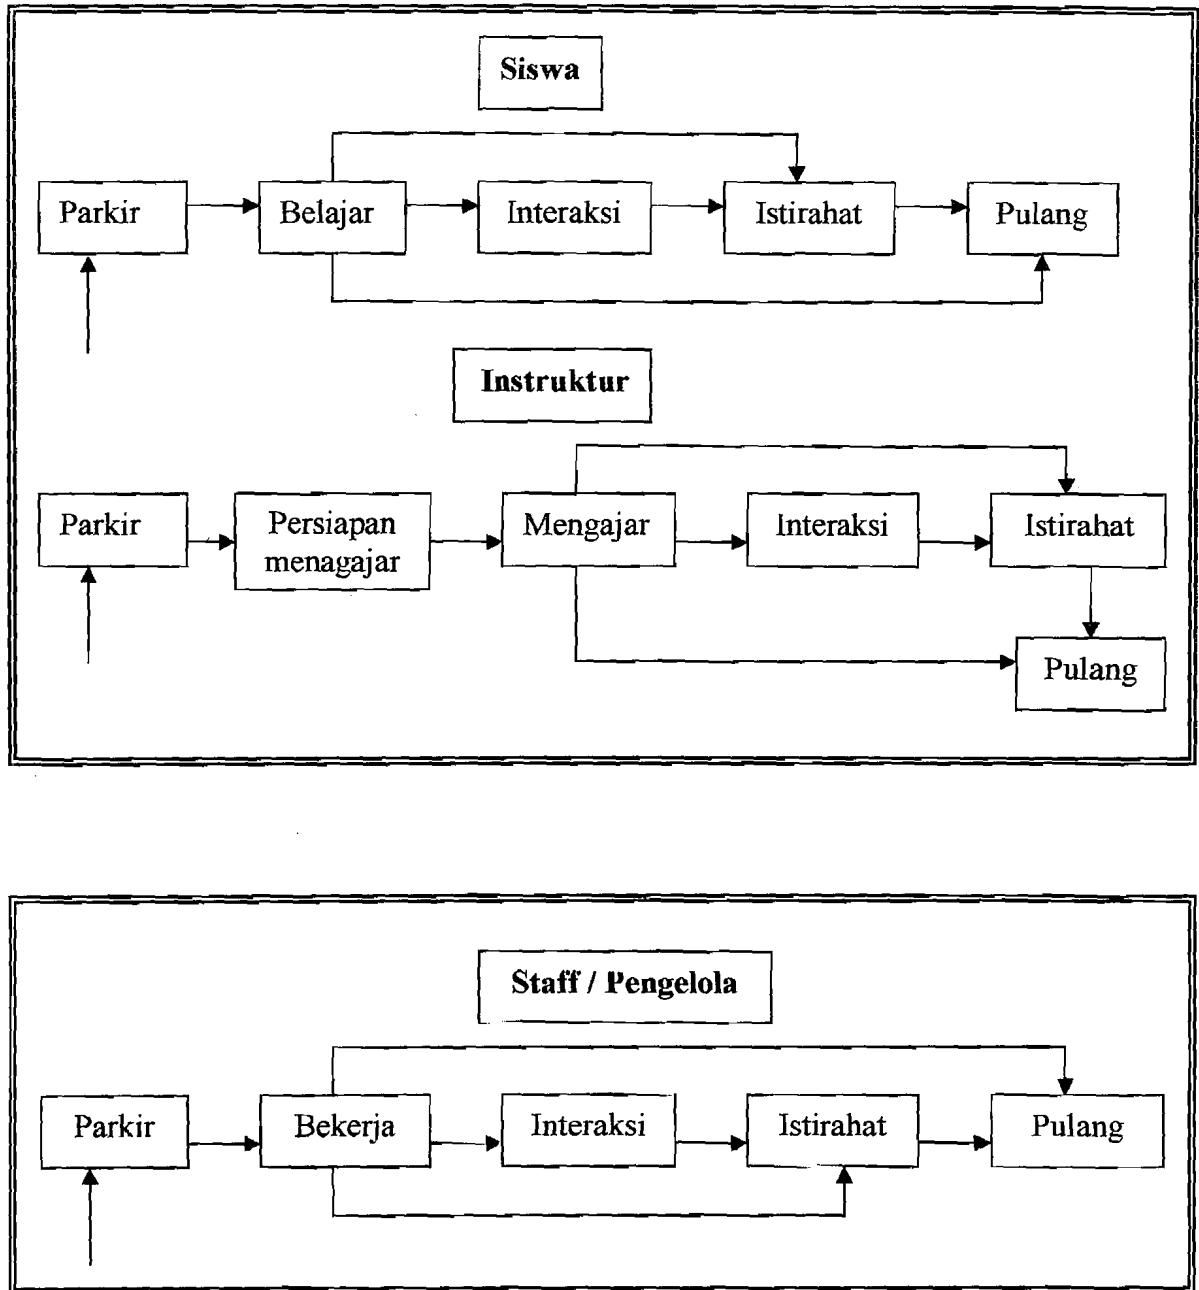 Siswa
Parkir
Belajar
Interaksi
Istirahat
Pulang
Instruktur
Parkir
Persiapan
menagajar
Mengajar
Interaksi
Istirahat
Pulang
Staff / Pengelola
Parkir
Bekerja
Interaksi
Istirahat
Pulang